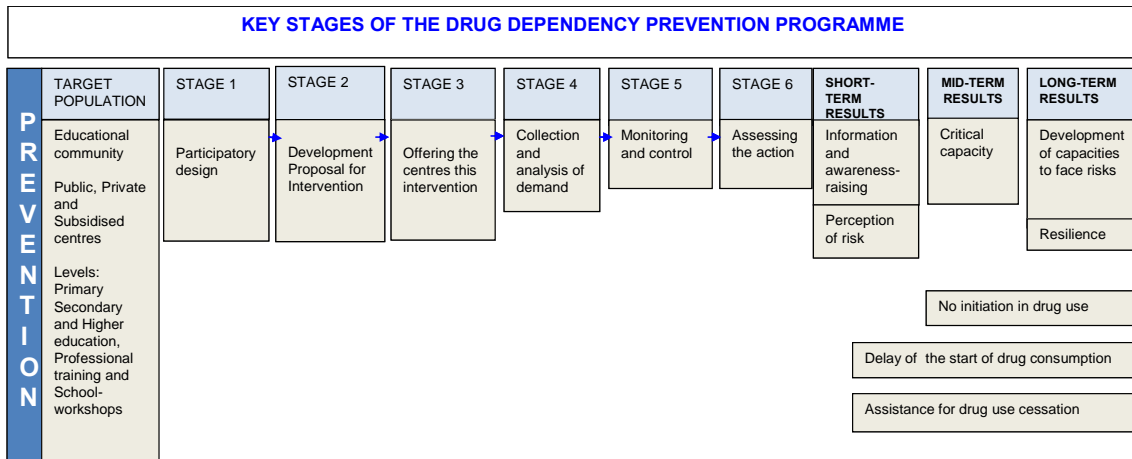 KEY STAGES OF THE DRUG DEPENDENCY PREVENTION PROGRAMME
PREVENTION
TARGET
POPULATION
Educational
community
Public, Private
and
Subsidised
centres
Levels:
Primary
Secondary
and Higher
education,
Professional
training and
School-
workshops
STAGE 1
Participatory
design
STAGE 2
Development
Proposal for
Intervention
STAGE 3
Offering the
centres this
intervention
STAGE 4
Collection
and
analysis of
demand
STAGE 5
Monitoring
and control
STAGE 6
Assessing
the action
SHORT-
TERM
RESULTS
Information
and
awareness-
raising
Perception
of risk
MID-TERM
RESULTS
Critical
capacity
LONG-TERM
RESULTS
Development
of capacities
to face risks
Resilience
No initiation in drug use
Delay of the start of drug consumption
Assistance for drug use cessation